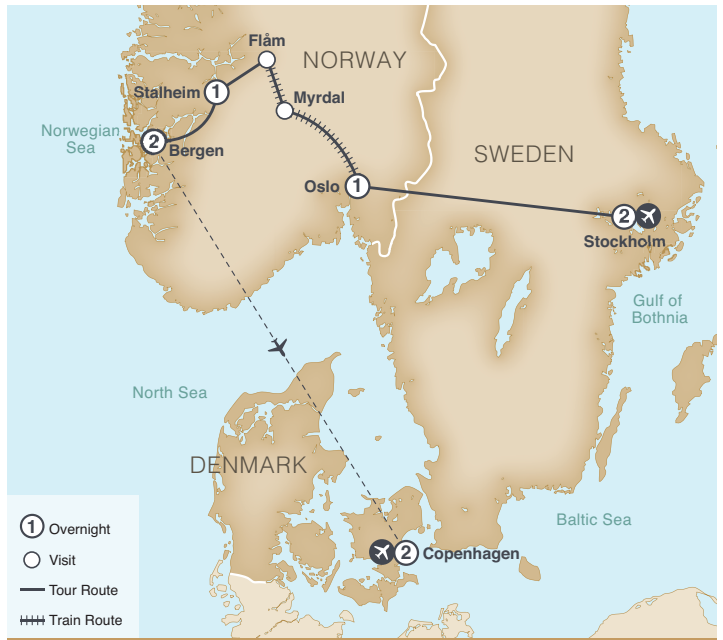 Flåm
NORWAY
Stalheim
1
Myrdal
Norwegian
Sea
2
Bergen
SWEDEN
Oslo
1
2
Stockholm
Gulf of
Bothnia
North Sea
DENMARK
Baltic Sea
2
Copenhagen
1 Overnight
Visit
Tour Route
Train Route